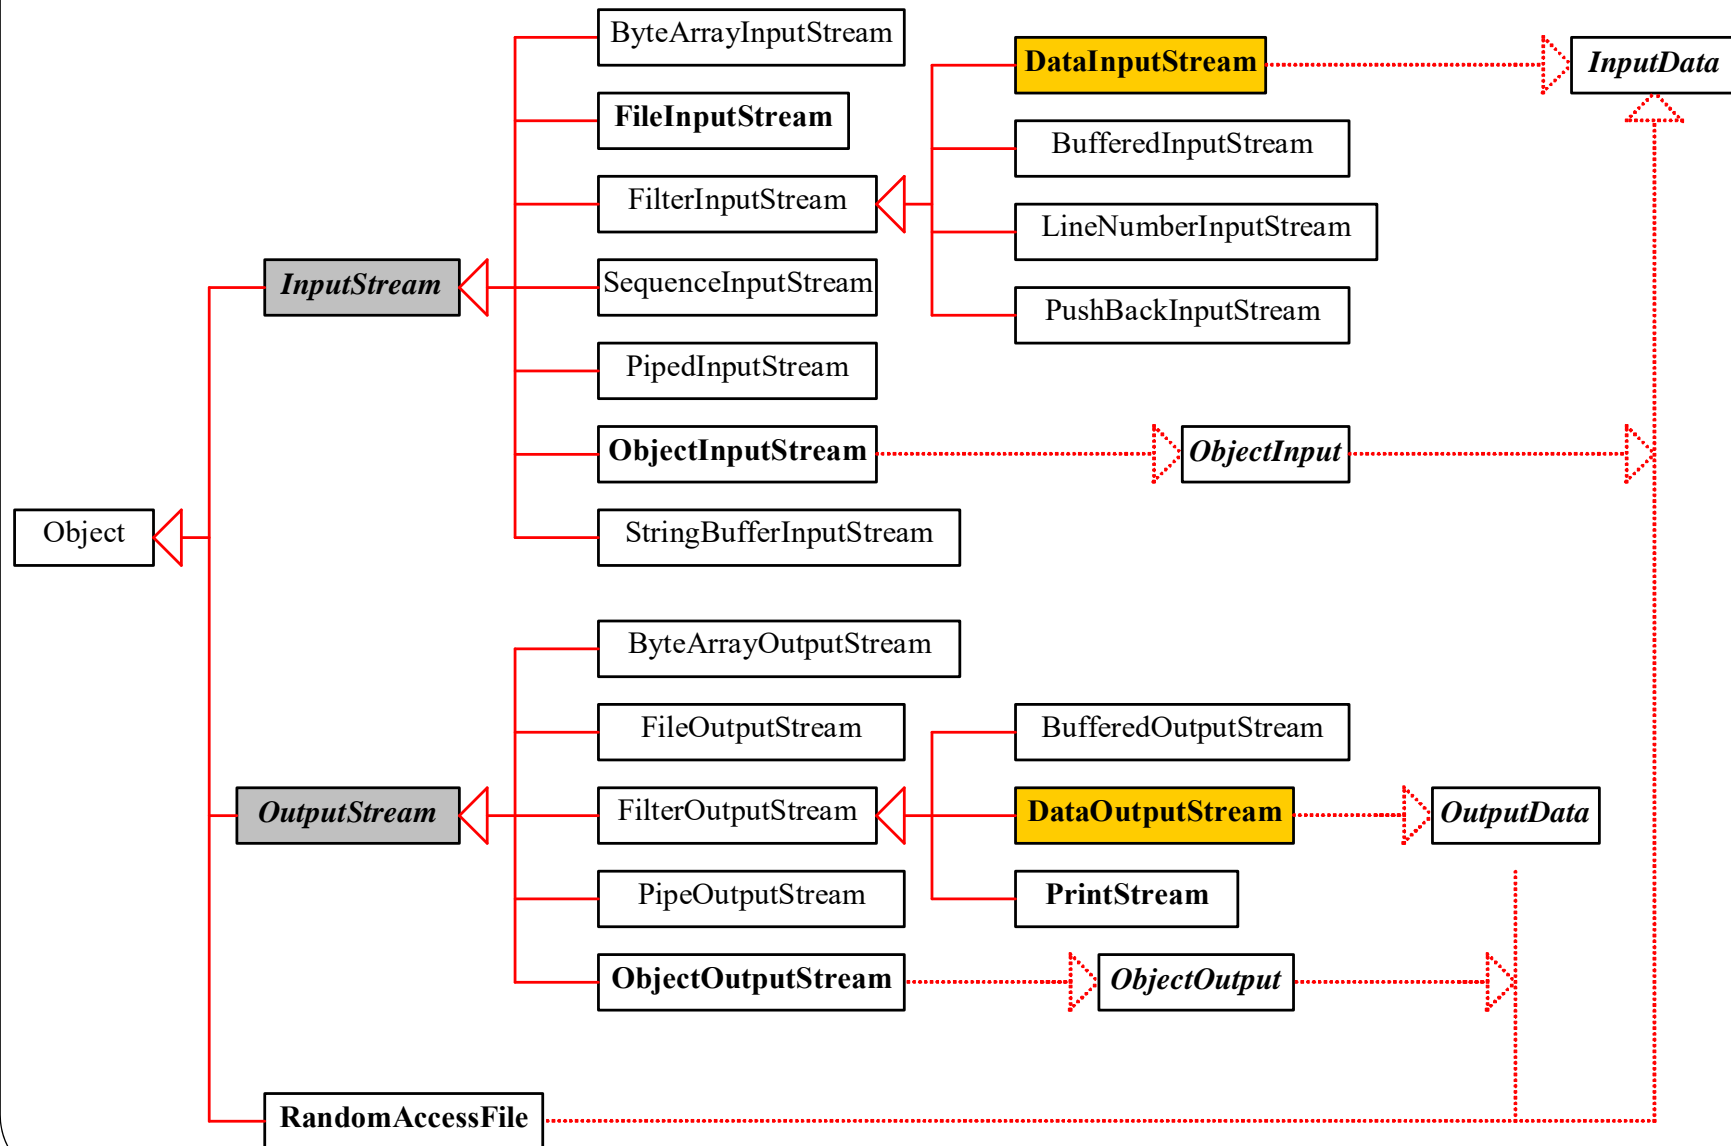 ByteArrayInputStream
DataInputStream
InputData
FileInputStream
BufferedInputStream
FilterInputStream
LineNumberInputStream
InputStream
SequenceInputStream
PushBackInputStream
PipedInputStream
ObjectInputStream
ObjectInput
Object
StringBufferInputStream
ByteArrayOutputStream
FileOutputStream
BufferedOutputStream
OutputStream
FilterOutputStream
DataOutputStream
OutputData
PipeOutputStream
PrintStream
ObjectOutputStream
ObjectOutput
RandomAccessFile